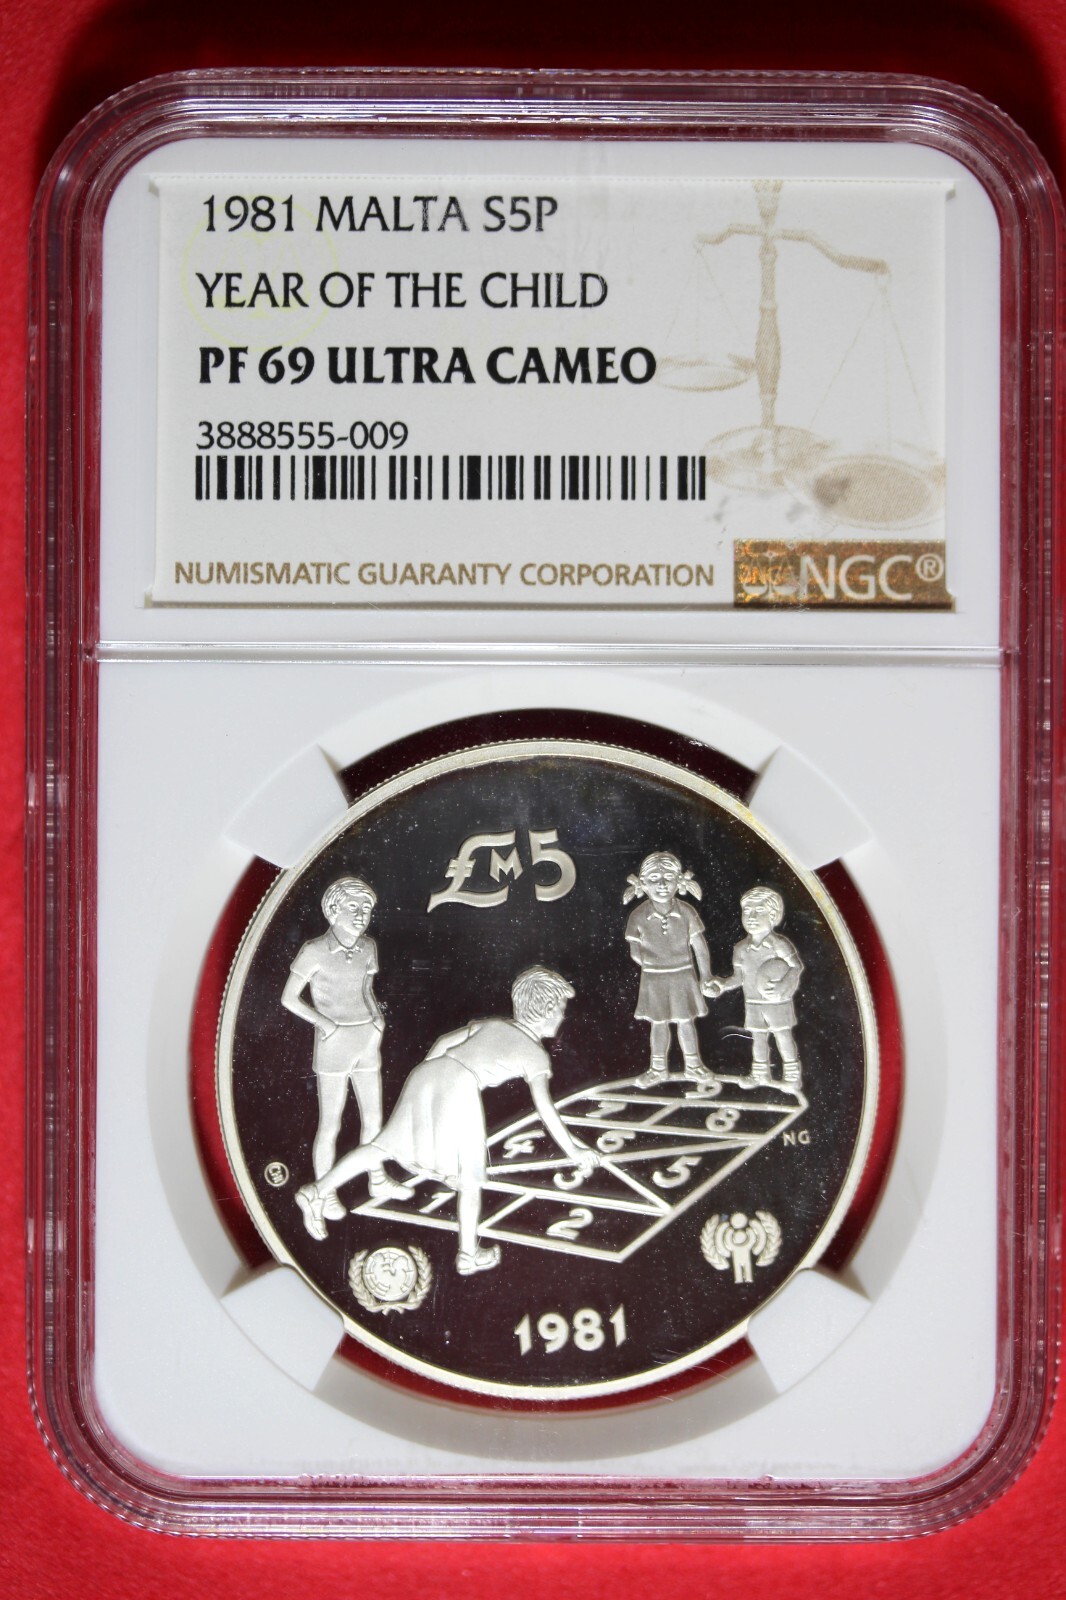 1981 MALTA S5P
YEAR OF THE CHILD
PF 69 ULTRA CAMEO
3888555-009
NUMISMATIC GUARANTY CORPORATION
NGC®
£M5
9
7 8
4 6
3 5
NG
1 2
1981